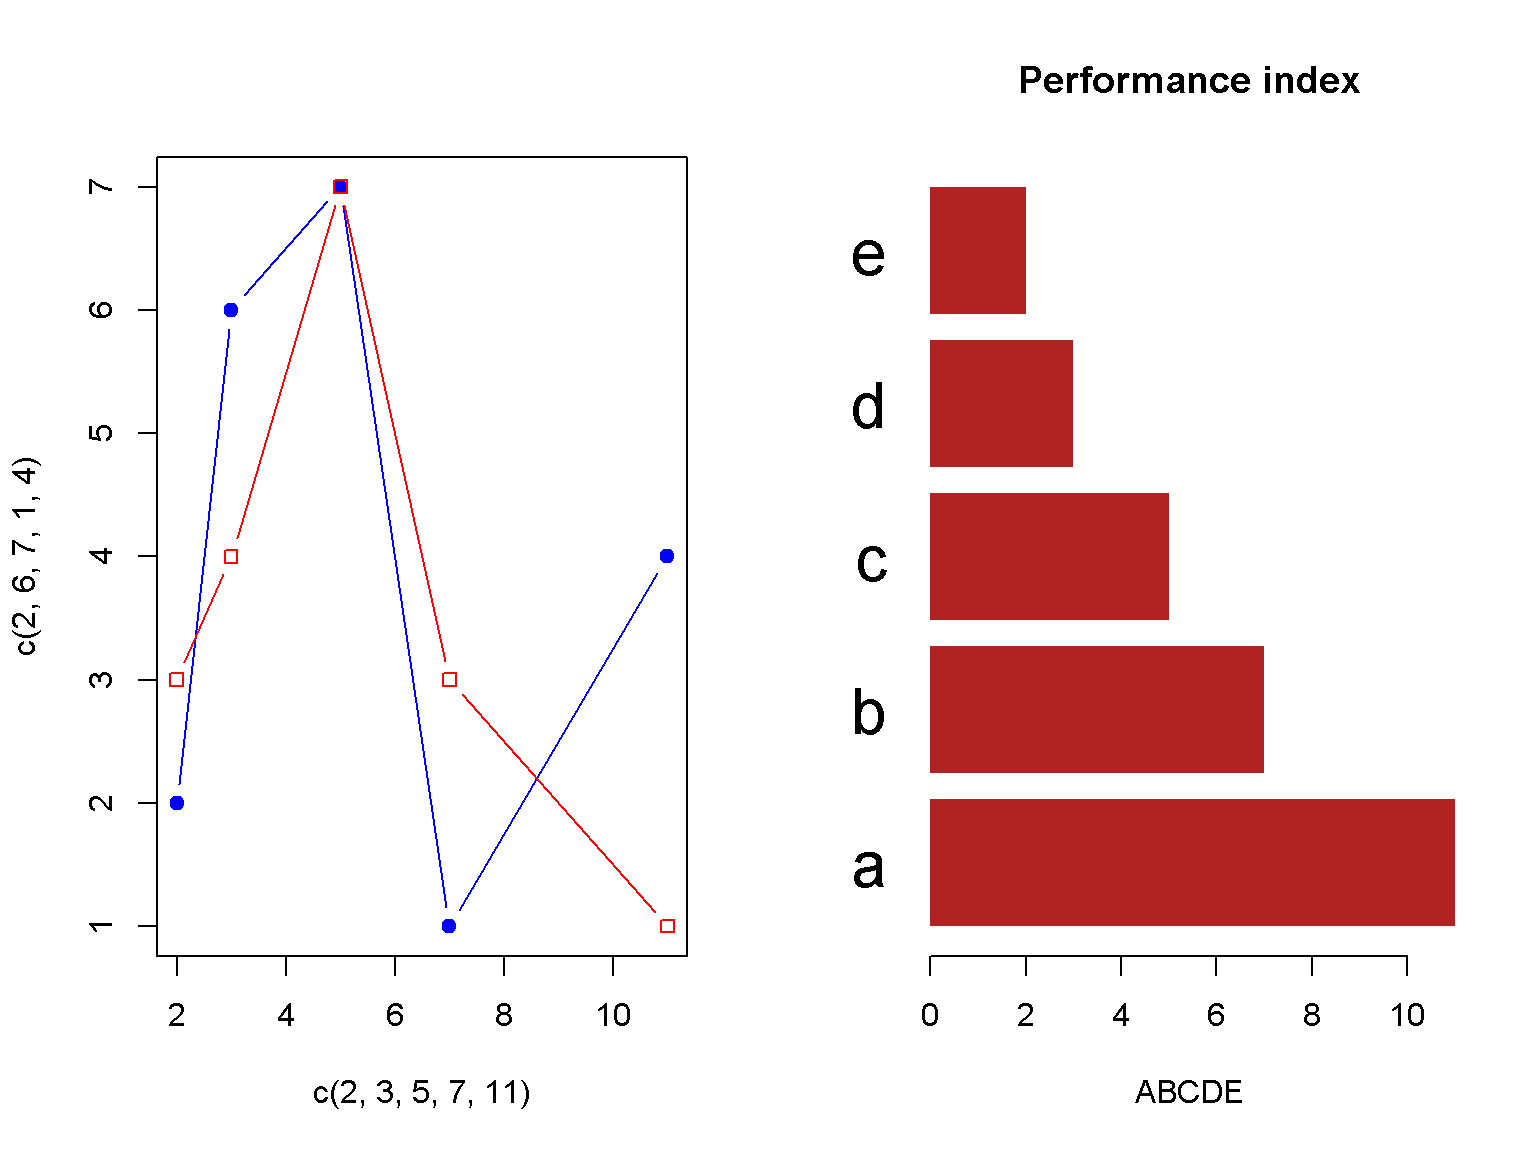 7
6
5
4
3
2
1
c(2, 6, 7, 1, 4)
2 4 6 8 10
c(2, 3, 5, 7, 11)
Performance index
e
d
c
b
a
0 2 4 6 8 10
ABCDE